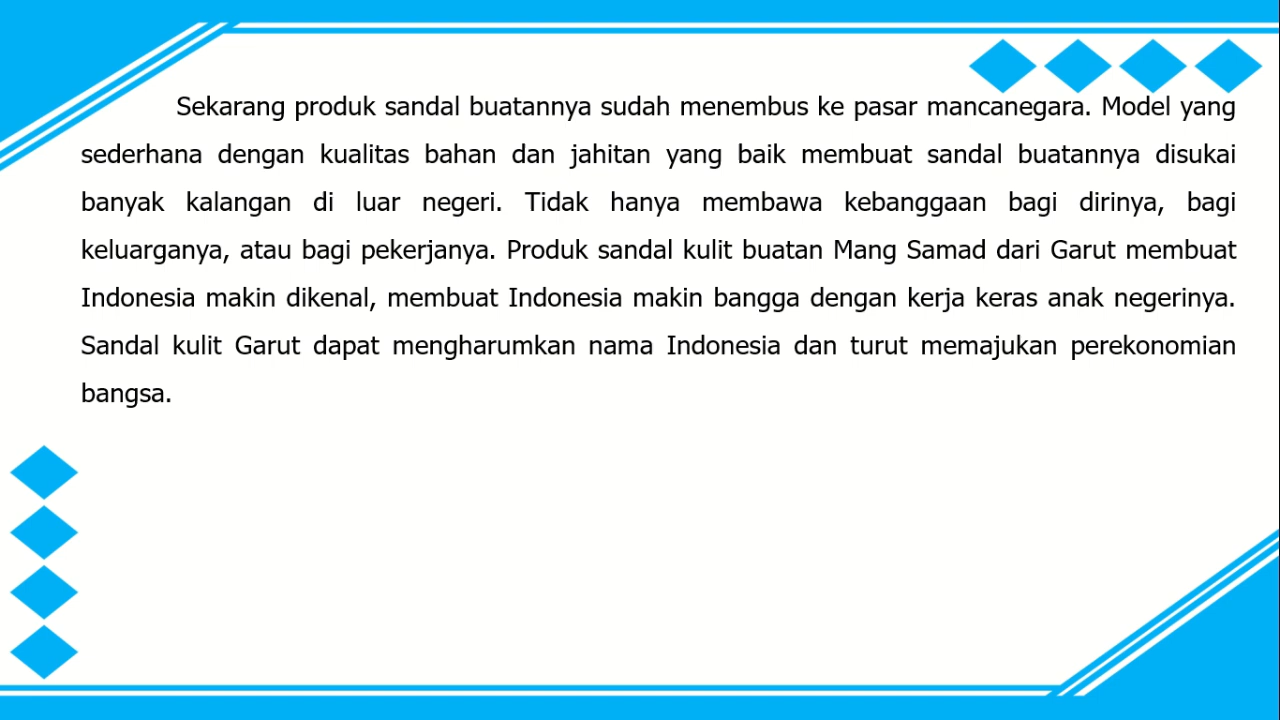 Sekarang produk sandal buatannya sudah menembus ke pasar mancanegara. Model yang
sederhana dengan kualitas bahan dan jahitan yang baik membuat sandal buatannya disukai
banyak kalangan di luar negeri. Tidak hanya membawa kebanggaan bagi dirinya, bagi
keluarganya, atau bagi pekerjanya. Produk sandal kulit buatan Mang Samad dari Garut membuat
Indonesia makin dikenal, membuat Indonesia makin bangga dengan kerja keras anak negerinya.
Sandal kulit Garut dapat mengharumkan nama Indonesia dan turut memajukan perekonomian
bangsa.